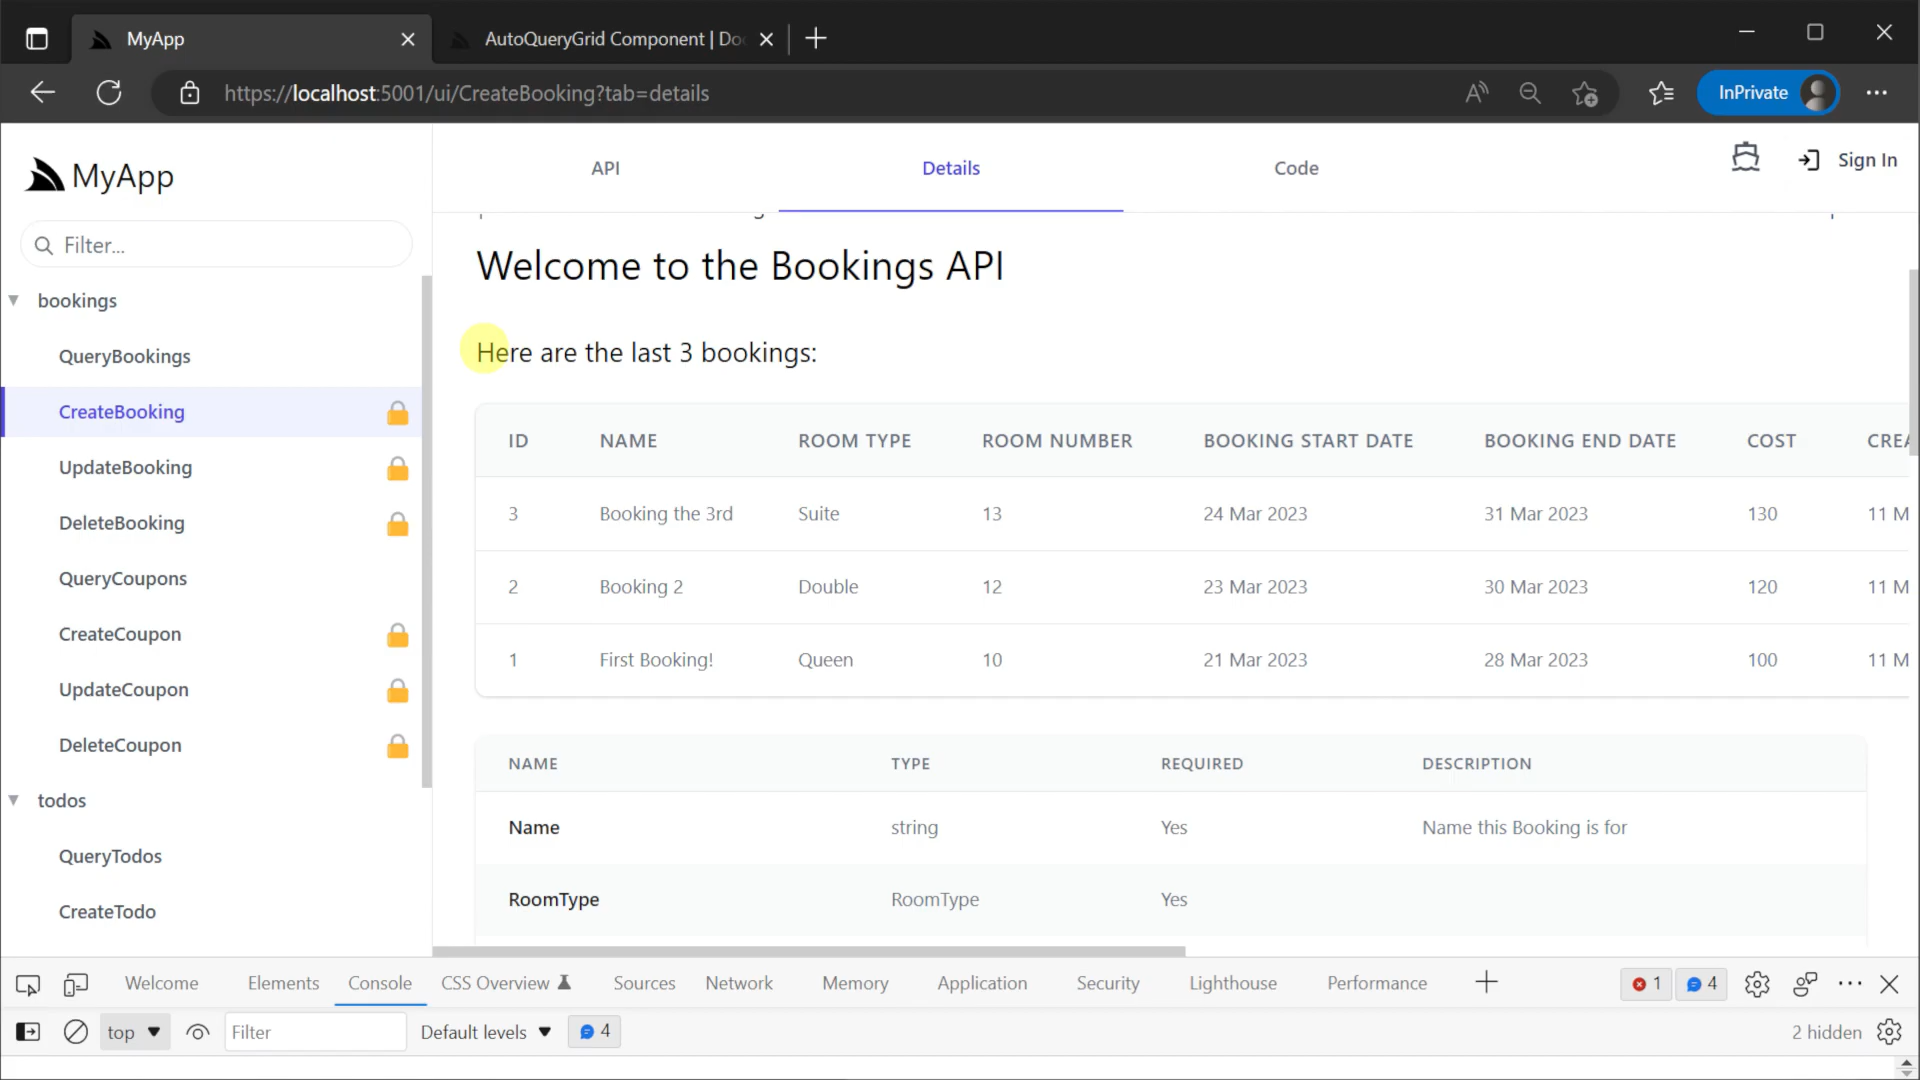 MyApp
AutoQueryGrid Component | Do
https://localhost:5001/ui/CreateBooking?tab=details
InPrivate
MyApp
API
Details
Code
Sign In
Filter...
bookings
QueryBookings
CreateBooking
UpdateBooking
DeleteBooking
QueryCoupons
CreateCoupon
UpdateCoupon
DeleteCoupon
todos
QueryTodos
CreateTodo
Welcome to the Bookings API
Here are the last 3 bookings:
ID NAME ROOM TYPE ROOM NUMBER BOOKING START DATE BOOKING END DATE COST CREA
3 Booking the 3rd Suite 13 24 Mar 2023 31 Mar 2023 130 11 M
2 Booking 2 Double 12 23 Mar 2023 30 Mar 2023 120 11 M
1 First Booking! Queen 10 21 Mar 2023 28 Mar 2023 100 11 M
NAME TYPE REQUIRED DESCRIPTION
Name string Yes Name this Booking is for
RoomType RoomType Yes
Welcome Elements Console CSS Overview Sources Network Memory Application Security Lighthouse Performance 1 4
top Filter Default levels 4 2 hidden